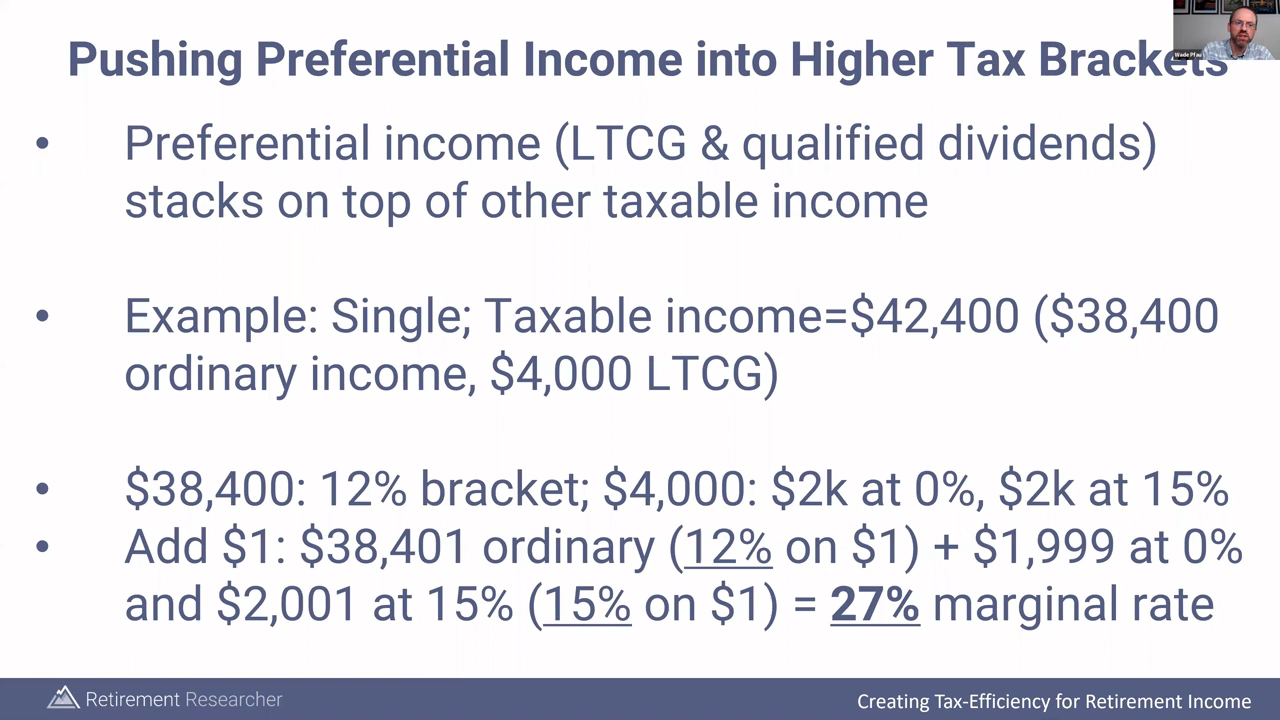 Pushing Preferential Income into Higher Tax Brackets
Wade Pfau
• Preferential income (LTCG & qualified dividends)
stacks on top of other taxable income
• Example: Single; Taxable income=$42,400 ($38,400
ordinary income, $4,000 LTCG)
• $38,400: 12% bracket; $4,000: $2k at 0%, $2k at 15%
• Add $1: $38,401 ordinary (12% on $1) + $1,999 at 0%
and $2,001 at 15% (15% on $1) = 27% marginal rate
Retirement Researcher
Creating Tax-Efficiency for Retirement Income